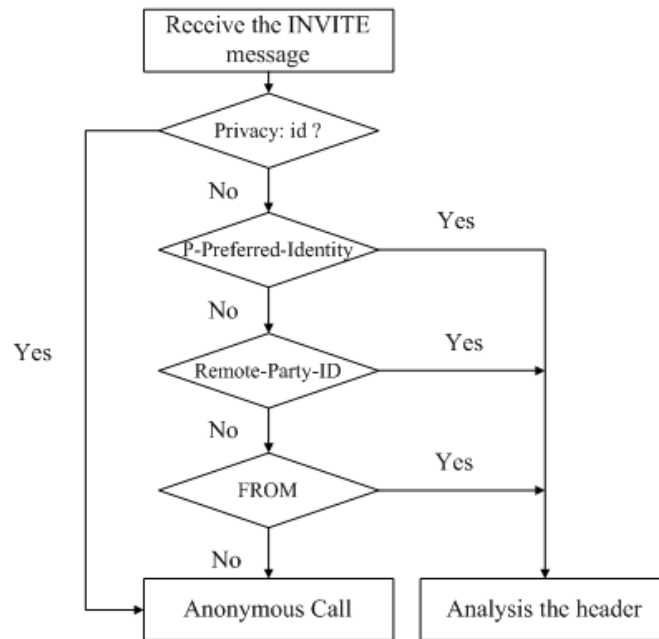 Receive the INVITE
message
Privacy: id ?
No
Yes
P-Preferred-Identity
No
Yes
Yes
Remote-Party-ID
No
Yes
FROM
No
Anonymous Call
Analysis the header